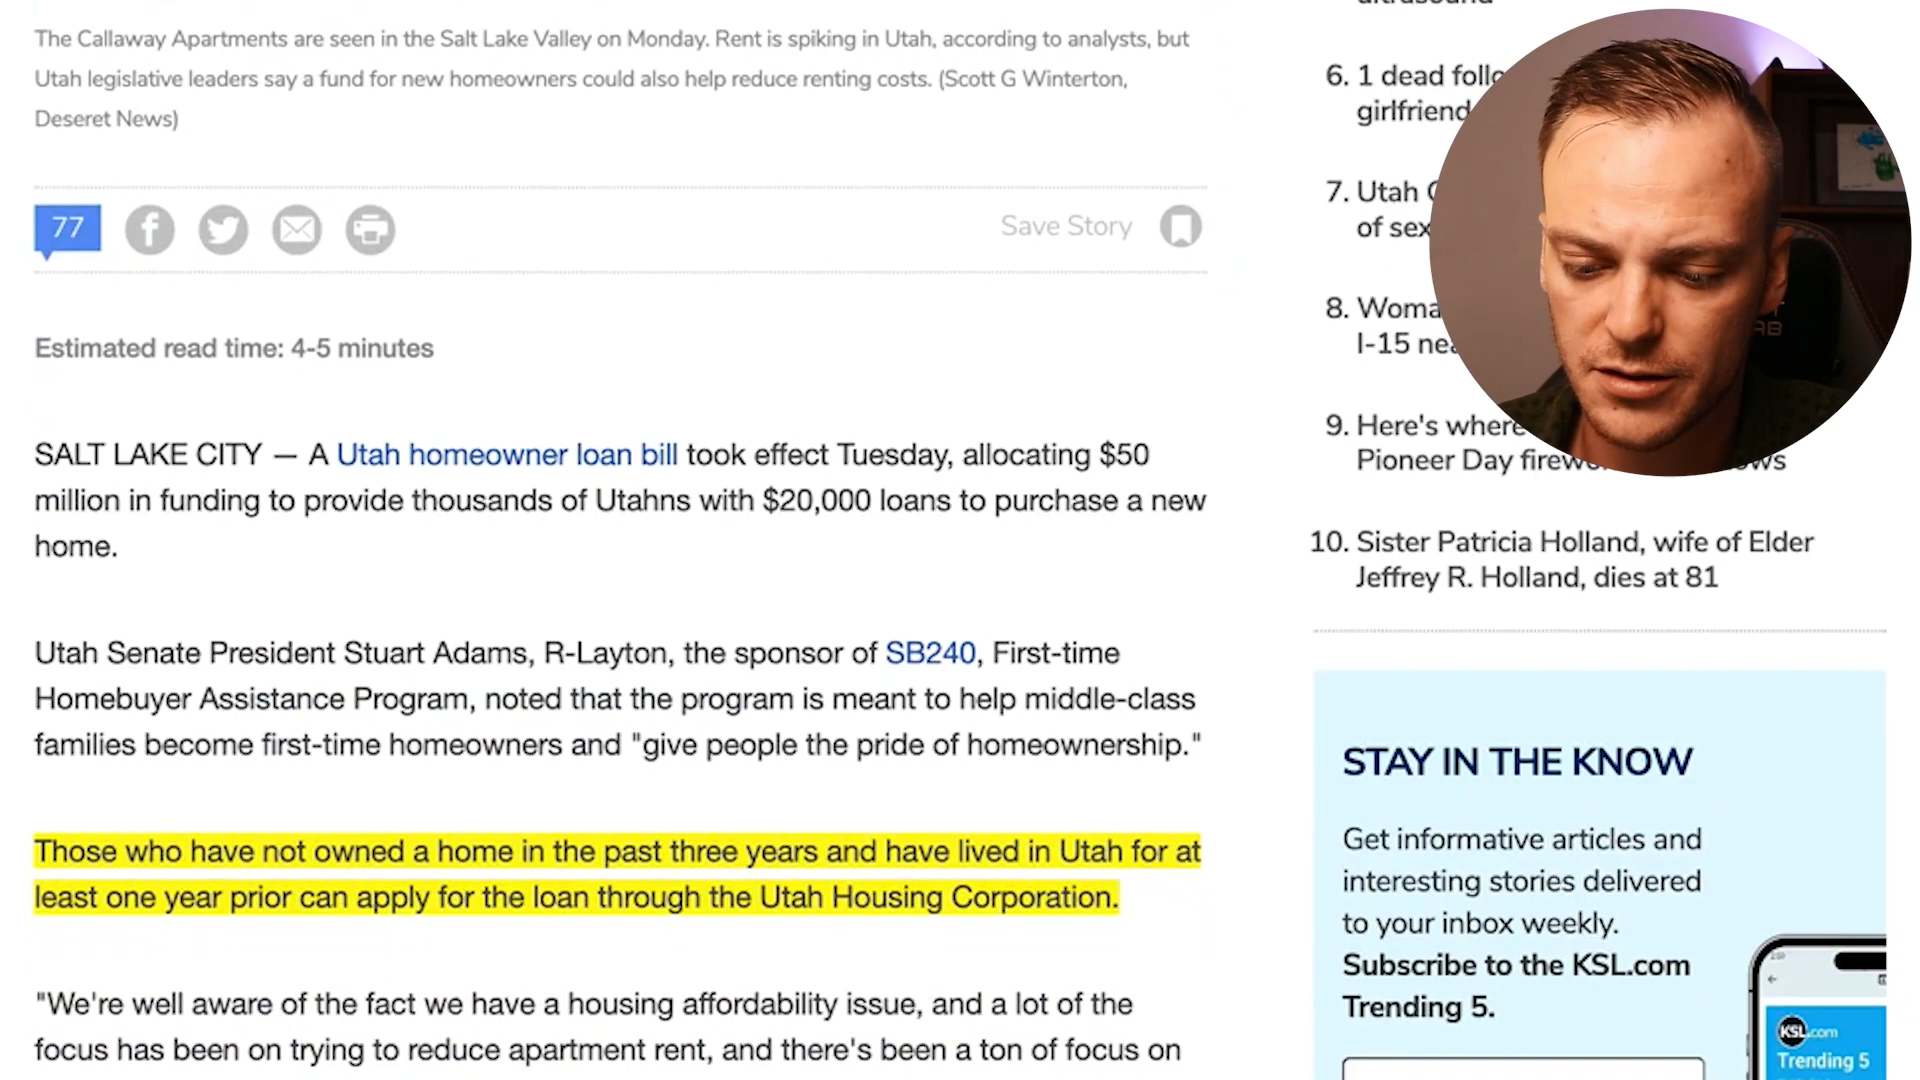 The Callaway Apartments are seen in the Salt Lake Valley on Monday. Rent is spiking in Utah, according to analysts, but
Utah legislative leaders say a fund for new homeowners could also help reduce renting costs. (Scott G Winterton,
Deseret News)
77
Save Story
Estimated read time: 4-5 minutes
SALT LAKE CITY — A Utah homeowner loan bill took effect Tuesday, allocating $50
million in funding to provide thousands of Utahns with $20,000 loans to purchase a new
home.
Utah Senate President Stuart Adams, R-Layton, the sponsor of SB240, First-time
Homebuyer Assistance Program, noted that the program is meant to help middle-class
families become first-time homeowners and "give people the pride of homeownership."
Those who have not owned a home in the past three years and have lived in Utah for at
least one year prior can apply for the loan through the Utah Housing Corporation.
"We're well aware of the fact we have a housing affordability issue, and a lot of the
focus has been on trying to reduce apartment rent, and there's been a ton of focus on
6. 1 dead
girlfriend
7. Utah
of
8.
I-15
9. Here's where
Pioneer Day
10. Sister Patricia Holland, wife of Elder
Jeffrey R. Holland, dies at 81
STAY IN THE KNOW
Get informative articles and
interesting stories delivered
to your inbox weekly.
Subscribe to the KSL.com
Trending 5.
KSL.com
Trending 5